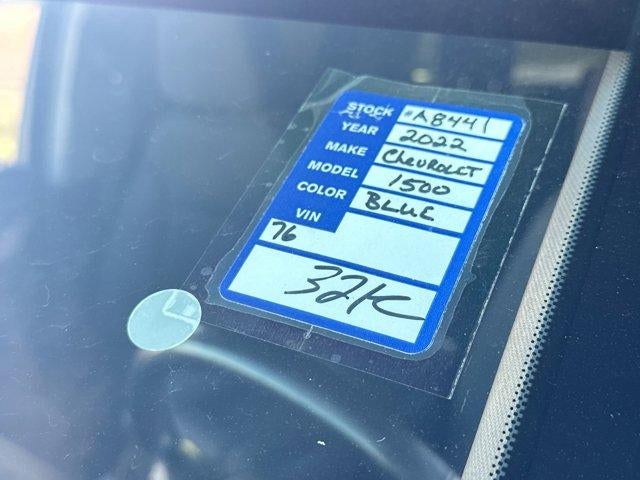 STOCK #A8441
YEAR 2022
MAKE Chevrolet
MODEL 1500
COLOR BLUE
VIN
76
32K